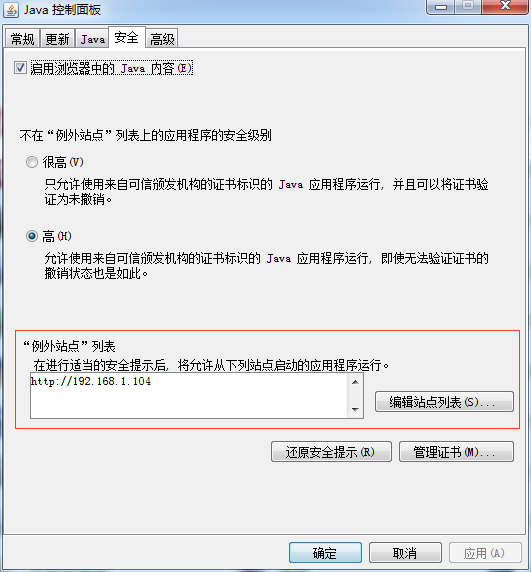 Java 控制面板
常规 更新 Java 安全 高级
启用浏览器中的 Java 内容(E)
不在“例外站点”列表上的应用程序的安全级别
很高(V)
只允许使用来自可信颁发机构的证书标识的 Java 应用程序运行, 并且可以将证书验
证为未撤销。
高(H)
允许使用来自可信颁发机构的证书标识的 Java 应用程序运行, 即使无法验证证书的
撤销状态也是如此。
“例外站点”列表
在进行适当的安全提示后, 将允许从下列站点启动的应用程序运行。
http://192.168.1.104
编辑站点列表(S)...
还原安全提示(R) 管理证书(M)...
确定 取消 应用(A)